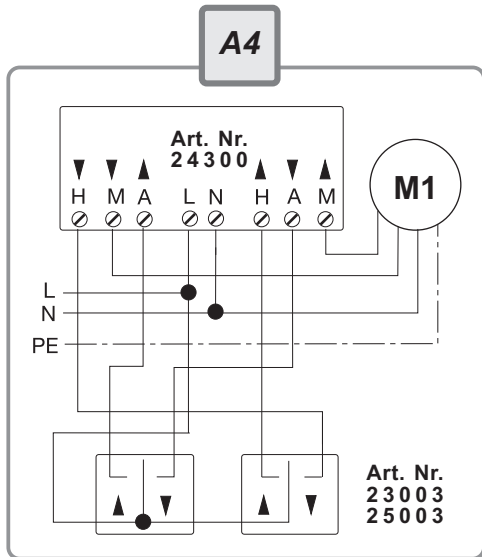 A4
Art. Nr.
24300
H M A L N H A M
M1
L
N
PE
Art. Nr.
23003
25003